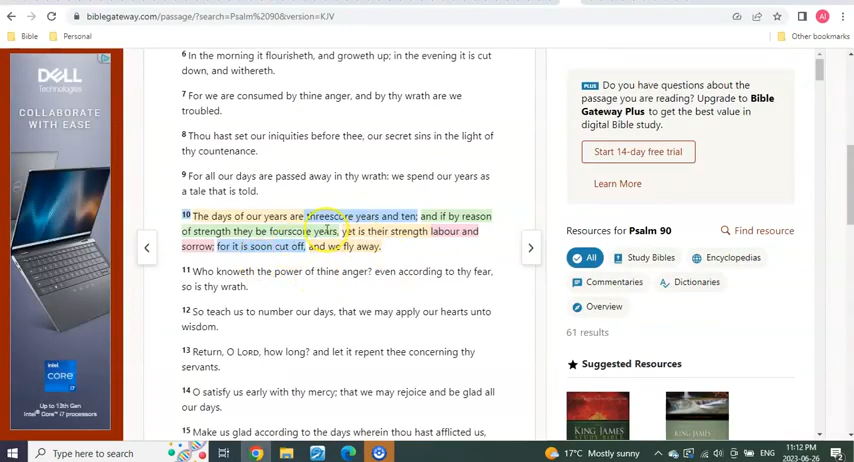 biblegateway.com/passage/?search=Psalm%2090&version=KJV
AI
Bible
Personal
Other bookmarks
DELL
Technologies
COLLABORATE
WITH EASE
intel
CORE
i7
Up to 13th Gen
Intel® Core™ i7 processors
6 In the morning it flourisheth, and groweth up; in the evening it is cut
down, and withereth.
7 For we are consumed by thine anger, and by thy wrath are we
troubled.
8 Thou hast set our iniquities before thee, our secret sins in the light of
thy countenance.
9 For all our days are passed away in thy wrath: we spend our years as
a tale that is told.
10 The days of our years are threescore years and ten; and if by reason
of strength they be fourscore years, yet is their strength labour and
sorrow; for it is soon cut off, and we fly away.
11 Who knoweth the power of thine anger? even according to thy fear,
so is thy wrath.
12 So teach us to number our days, that we may apply our hearts unto
wisdom.
13 Return, O LORD, how long? and let it repent thee concerning thy
servants.
14 O satisfy us early with thy mercy; that we may rejoice and be glad all
our days.
15 Make us glad according to the days wherein thou hast afflicted us,
PLUS Do you have questions about the
passage you are reading? Upgrade to Bible
Gateway Plus to get the best value in
digital Bible study.
Start 14-day free trial
Learn More
Resources for Psalm 90 Find resource
All Study Bibles Encyclopedias
Commentaries Dictionaries
Overview
61 results
Suggested Resources
KING JAMES
KING JAMES
Type here to search
17°C Mostly sunny
ENG
11:12 PM
2023-06-26
2